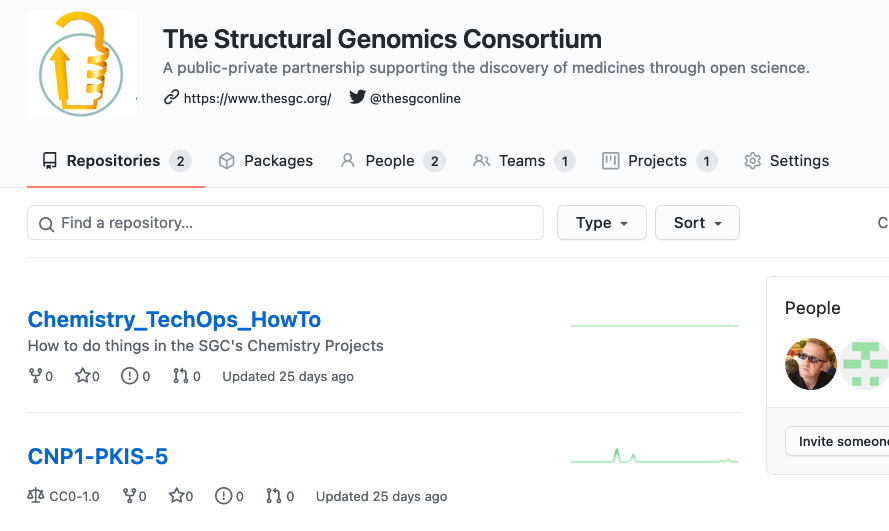 The Structural Genomics Consortium
A public-private partnership supporting the discovery of medicines through open science.
https://www.thesgc.org/ @thesgconline
Repositories 2 Packages People 2 Teams 1 Projects 1 Settings
Find a repository... Type Sort C
People
Chemistry_TechOps_HowTo
How to do things in the SGC's Chemistry Projects
0 0 0 0 Updated 25 days ago
Invite someone
CNP1-PKIS-5
CC0-1.0 0 0 0 0 Updated 25 days ago